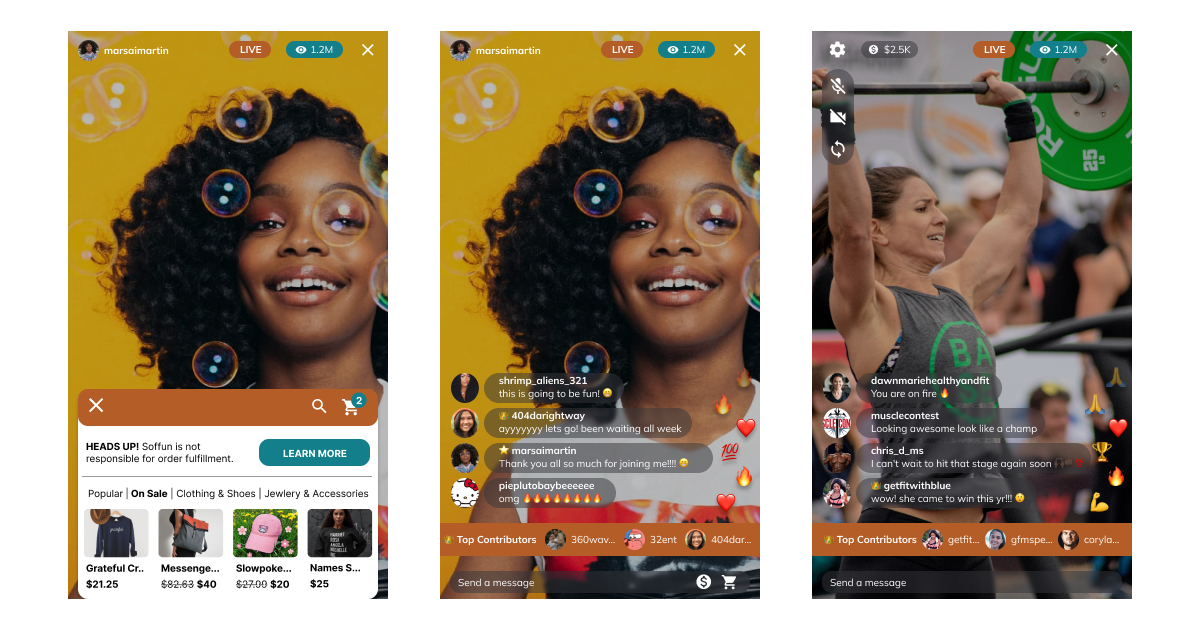 marsaimartin
LIVE
1.2M
2
HEADS UP! Soffun is not
responsible for order fulfillment.
LEARN MORE
Popular | On Sale | Clothing & Shoes | Jewlery & Accessories
Grateful Cr..
Messenge...
Slowpoke...
Names S...
$21.25
$82.63 $40
$27.00 $20
$25
marsaimartin
LIVE
1.2M
shrimp_aliens_321
this is going to be fun! 😁
404darightway
ayyyyyyy lets go! been waiting all week
⭐ marsaimartin
Thank you all so much for joining me!!!! 😁
pieplutobaybeeeeee
omg 🔥🔥🔥🔥🔥🔥🔥🔥
💯
Top Contributors
360wav...
32ent
404dar...
Send a message
$2.5K
LIVE
1.2M
25
BA
dawnmariehealthyandfit
You are on fire 🔥
musclecontest
Looking awesome look like a champ
chris_d_ms
I can't wait to hit that stage again soon
getfitwithblue
wow! she came to win this yr!!!
Top Contributors
getfit...
gfmspe...
coryla...
Send a message